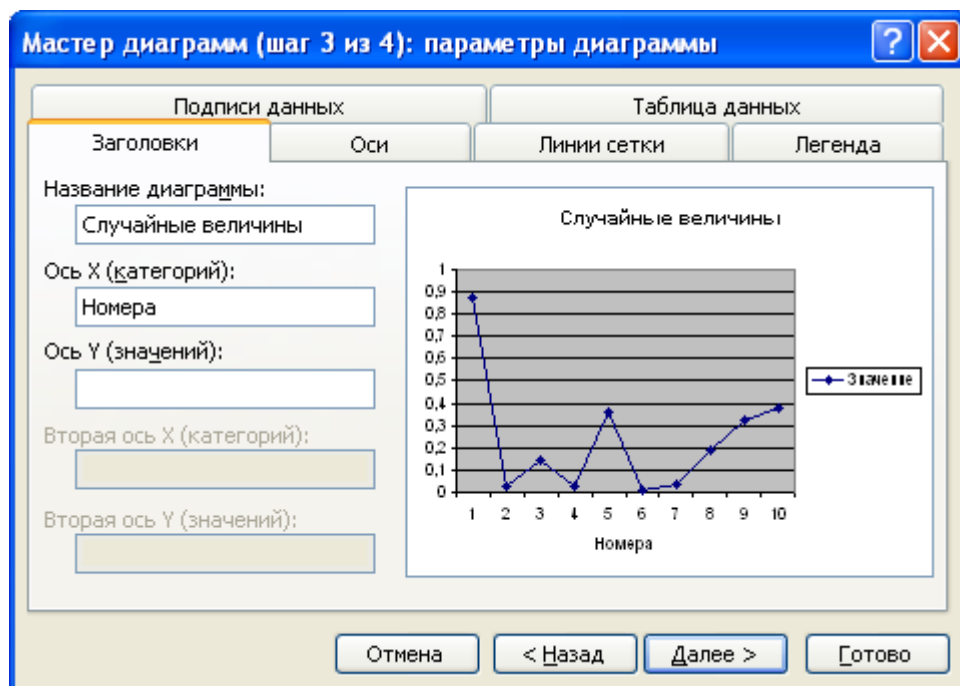 Мастер диаграмм (шаг 3 из 4): параметры диаграммы
Подписи данных
Таблица данных
Заголовки
Оси
Линии сетки
Легенда
Название диаграммы:
Случайные величины
Ось X (категорий):
Номера
Ось Y (значений):
Вторая ось X (категорий):
Вторая ось Y (значений):
Случайные величины
1
0,9
0,8
0,7
0,6
0,5
0,4
0,3
0,2
0,1
0
1 2 3 4 5 6 7 8 9 10
Номера
Значение
Отмена
< Назад
Далее >
Готово